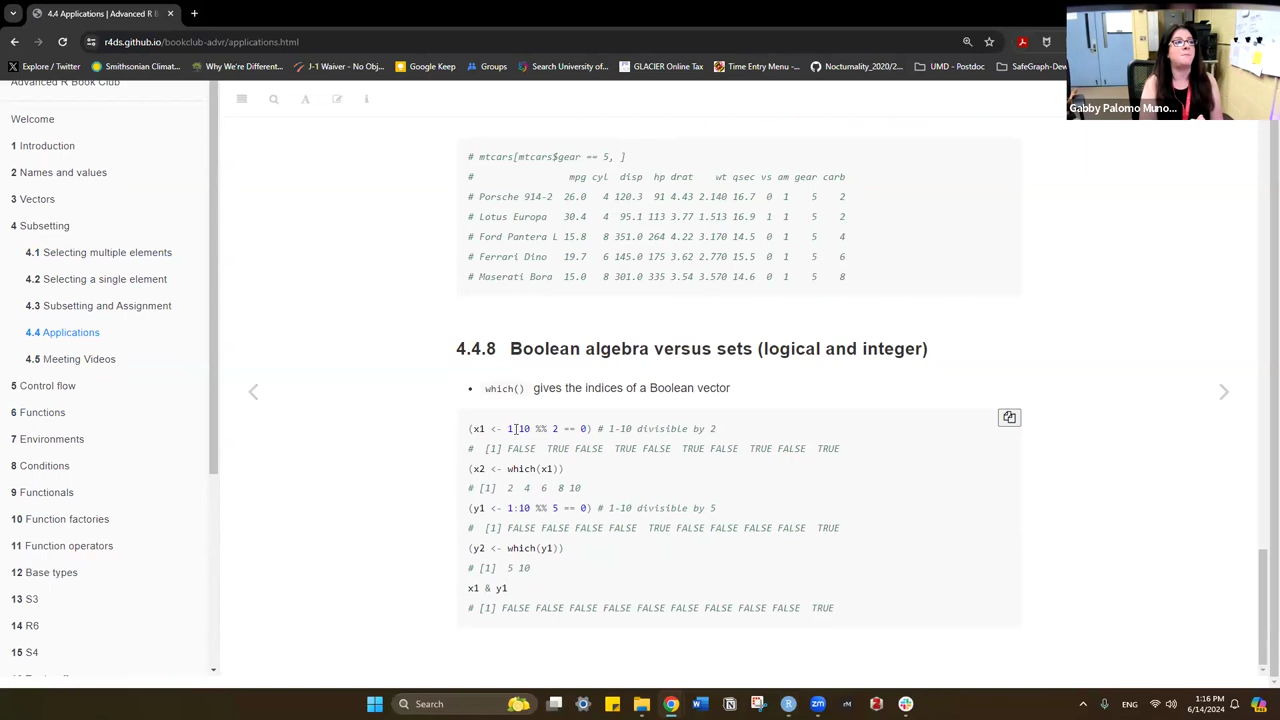 4.4 Applications | Advanced R B
r4ds.github.io/bookclub-advr/applications.html
Explore / Twitter
Smithsonian Climat...
Why We're Different...
J-1 Waiver - No Obj...
Google Keep
Economics Job Mark...
University of...
GLACIER Online Tax
Time Entry Menu -...
Nocturnality_2020/2...
UMD - Postdoc
SafeGraph-Dewe
Gabby Palomo Muno...
Advanced R Book Club
Welcome
1 Introduction
2 Names and values
3 Vectors
4 Subsetting
4.1 Selecting multiple elements
4.2 Selecting a single element
4.3 Subsetting and Assignment
4.4 Applications
4.5 Meeting Videos
5 Control flow
6 Functions
7 Environments
8 Conditions
9 Functionals
10 Function factories
11 Function operators
12 Base types
13 S3
14 R6
15 S4
# mtcars[mtcars$gear == 5, ]
# mpg cyl disp hp drat wt qsec vs am gear carb
# Porsche 914-2 26.0 4 120.3 91 4.43 2.140 16.7 0 1 5 2
# Lotus Europa 30.4 4 95.1 113 3.77 1.513 16.9 1 1 5 2
# Ford Pantera L 15.8 8 351.0 264 4.22 3.170 14.5 0 1 5 4
# Ferrari Dino 19.7 6 145.0 175 3.62 2.770 15.5 0 1 5 6
# Maserati Bora 15.0 8 301.0 335 3.54 3.570 14.6 0 1 5 8
4.4.8 Boolean algebra versus sets (logical and integer)
• which() gives the indices of a Boolean vector
(x1 <- 1:10 %% 2 == 0) # 1-10 divisible by 2
# [1] FALSE TRUE FALSE TRUE FALSE TRUE FALSE TRUE FALSE TRUE
(x2 <- which(x1))
# [1] 2 4 6 8 10
(y1 <- 1:10 %% 5 == 0) # 1-10 divisible by 5
# [1] FALSE FALSE FALSE FALSE TRUE FALSE FALSE FALSE FALSE TRUE
(y2 <- which(y1))
# [1] 5 10
x1 & y1
# [1] FALSE FALSE FALSE FALSE FALSE FALSE FALSE FALSE FALSE TRUE
Search
1:16 PM
6/14/2024